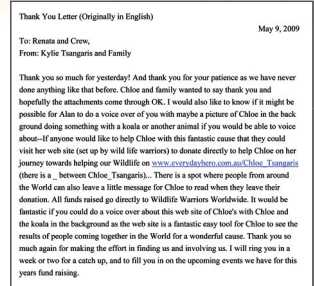 Thank You Letter (Originally in English)
May 9, 2009
To: Renata and Crew,
From: Kylie Tsangaris and Family
Thank you so much for yesterday! And thank you for your patience as we have never
done anything like that before. Chloe and family wanted to say thank you and
hopefully the attachments come through OK. I would also like to know if it might be
possible for Alan to do a voice over of you with maybe a picture of Chloe in the back
ground doing something with a koala or another animal if you would be able to voice
about--If anyone would like to help Chloe with this fantastic cause that they could
visit her web site (set up by wild life warriors) to donate directly to help Chloe on her
journey towards helping our Wildlife on www.everydayhero.com.au/Chloe_Tsangaris
(there is a _ between Chloe_Tsangaris)... There is a spot where people from around
the World can also leave a little message for Chloe to read when they leave their
donation. All funds raised go directly to Wildlife Warriors Worldwide. It would be
fantastic if you could do a voice over about this web site of Chloe's with Chloe and
the koala in the background as the web site is a fantastic easy tool for Chloe to see the
results of people coming together in the World for a wonderful cause. Thank you so
much again for making the effort in finding us and involving us. I will ring you in a
week or two for a catch up, and to fill you in on the upcoming events we have for this
years fund raising.